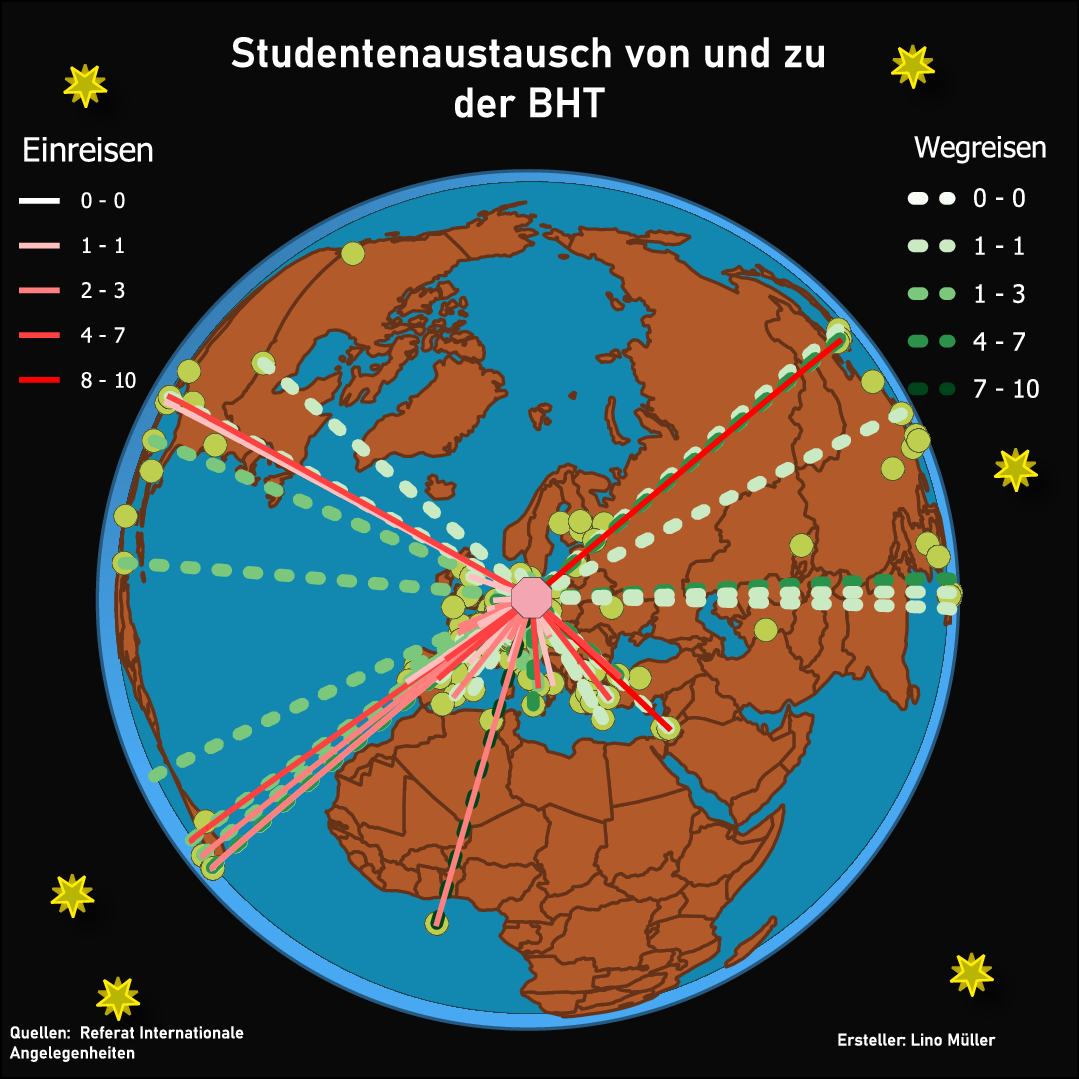 Studentenaustausch von und zu
der BHT
Einreisen
0 - 0
1 - 1
2 - 3
4 - 7
8 - 10
Wegreisen
0 - 0
1 - 1
1 - 3
4 - 7
7 - 10
Quellen: Referat Internationale
Angelegenheiten
Ersteller: Lino Müller